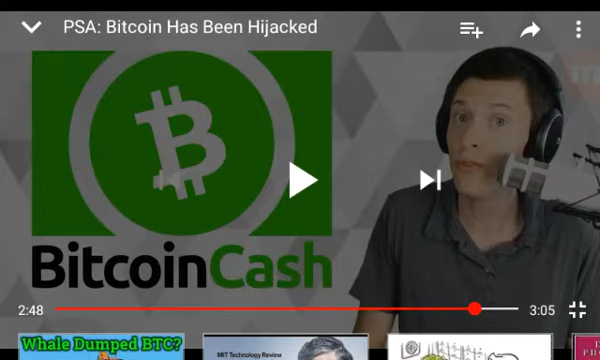 PSA: Bitcoin Has Been Hijacked
BitcoinCash
2:48
3:05
Whale Dumped BTC?
MIT Technology Review